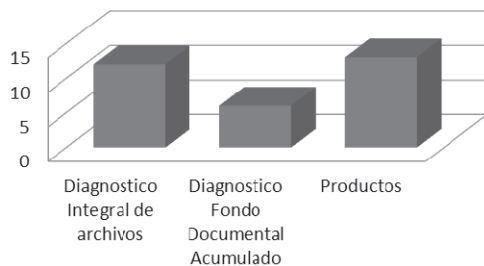 15
10
5
0
Diagnostico Integral de archivos
Diagnostico Fondo Documental Acumulado
Productos